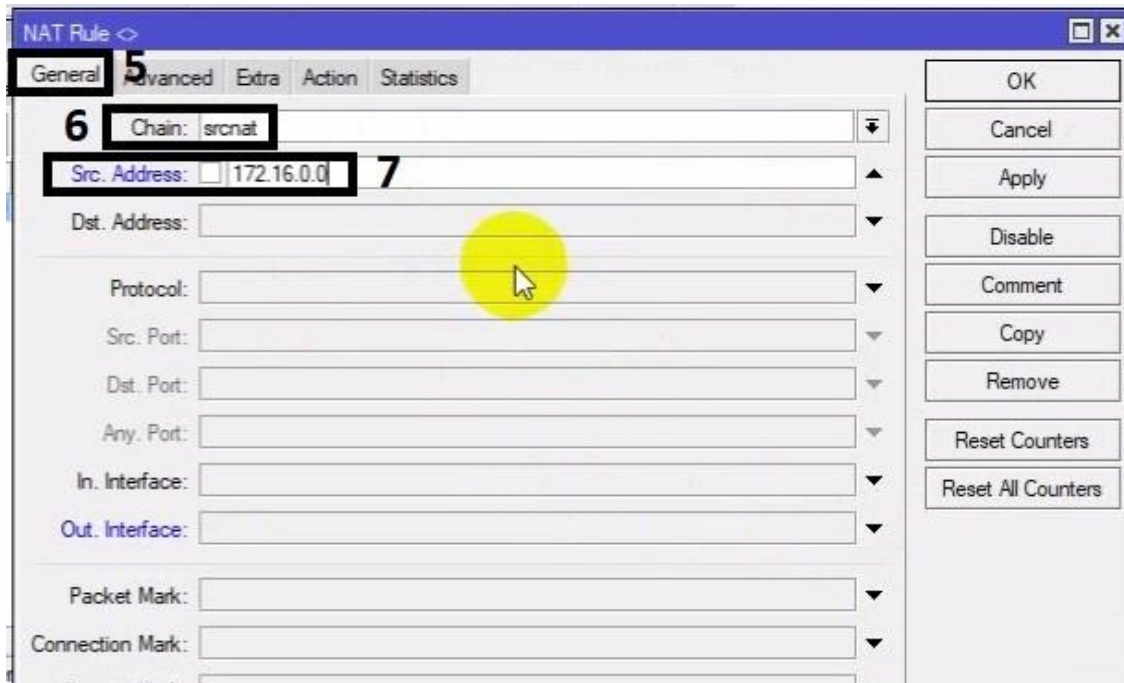 NAT Rule <>
General 5 Advanced Extra Action Statistics
6 Chain: srcnat
Src. Address: 172.16.0.0 7
Dst. Address:
Protocol:
Src. Port:
Dst. Port:
Any. Port:
In. Interface:
Out. Interface:
Packet Mark:
Connection Mark:
OK
Cancel
Apply
Disable
Comment
Copy
Remove
Reset Counters
Reset All Counters